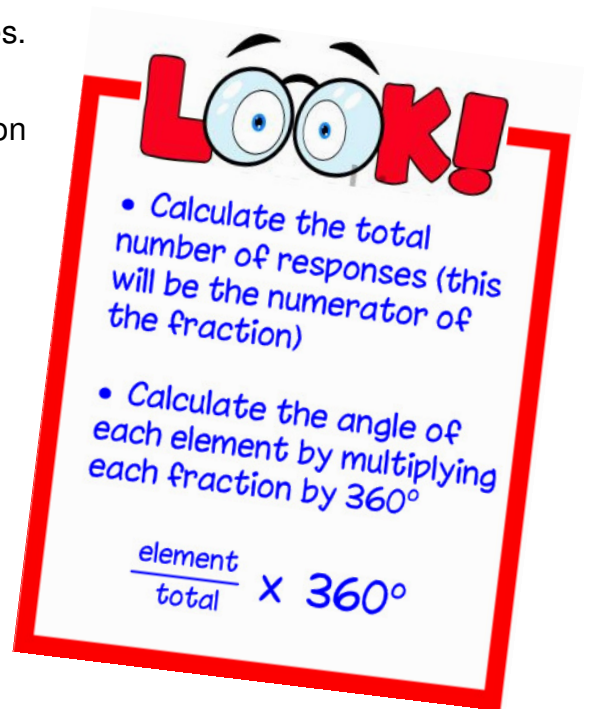 s.
on
LOOK!
• Calculate the total
number of responses (this
will be the numerator of
the fraction)
• Calculate the angle of
each element by multiplying
each fraction by 360°
element
total
x 360°